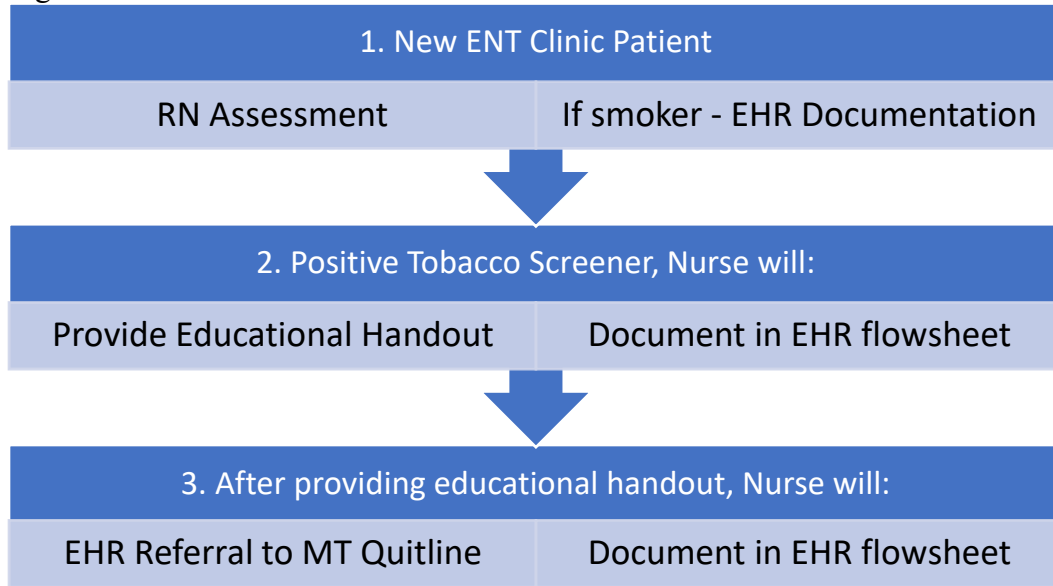 1. New ENT Clinic Patient
RN Assessment
If smoker - EHR Documentation
2. Positive Tobacco Screener, Nurse will:
Provide Educational Handout
Document in EHR flowsheet
3. After providing educational handout, Nurse will:
EHR Referral to MT Quitline
Document in EHR flowsheet